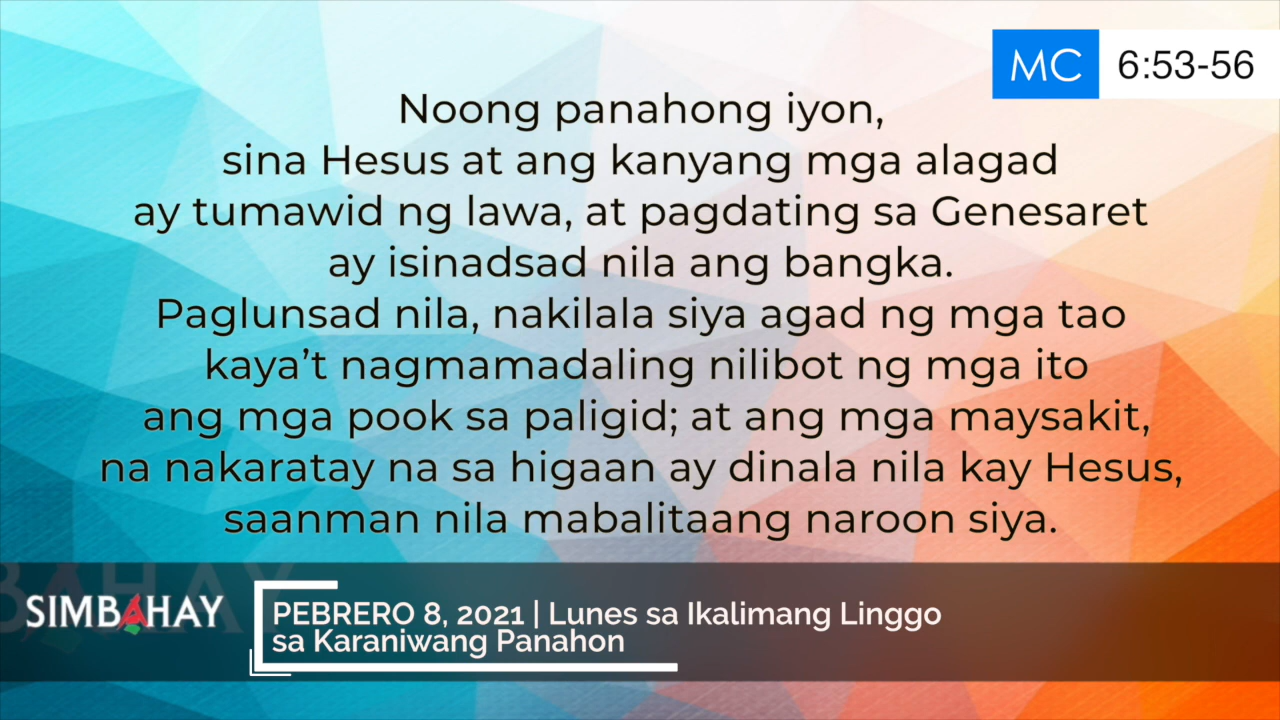 MC 6:53-56
Noong panahong iyon,
sina Hesus at ang kanyang mga alagad
ay tumawid ng lawa, at pagdating sa Genesaret
ay isinadsad nila ang bangka.
Paglunsad nila, nakilala siya agad ng mga tao
kaya’t nagmamadaling nilibot ng mga ito
ang mga pook sa paligid; at ang mga maysakit,
na nakaratay na sa higaan ay dinala nila kay Hesus,
saanman nila mabalitaang naroon siya.
SIMBAHAY
PEBRERO 8, 2021 | Lunes sa Ikalimang Linggo
sa Karaniwang Panahon